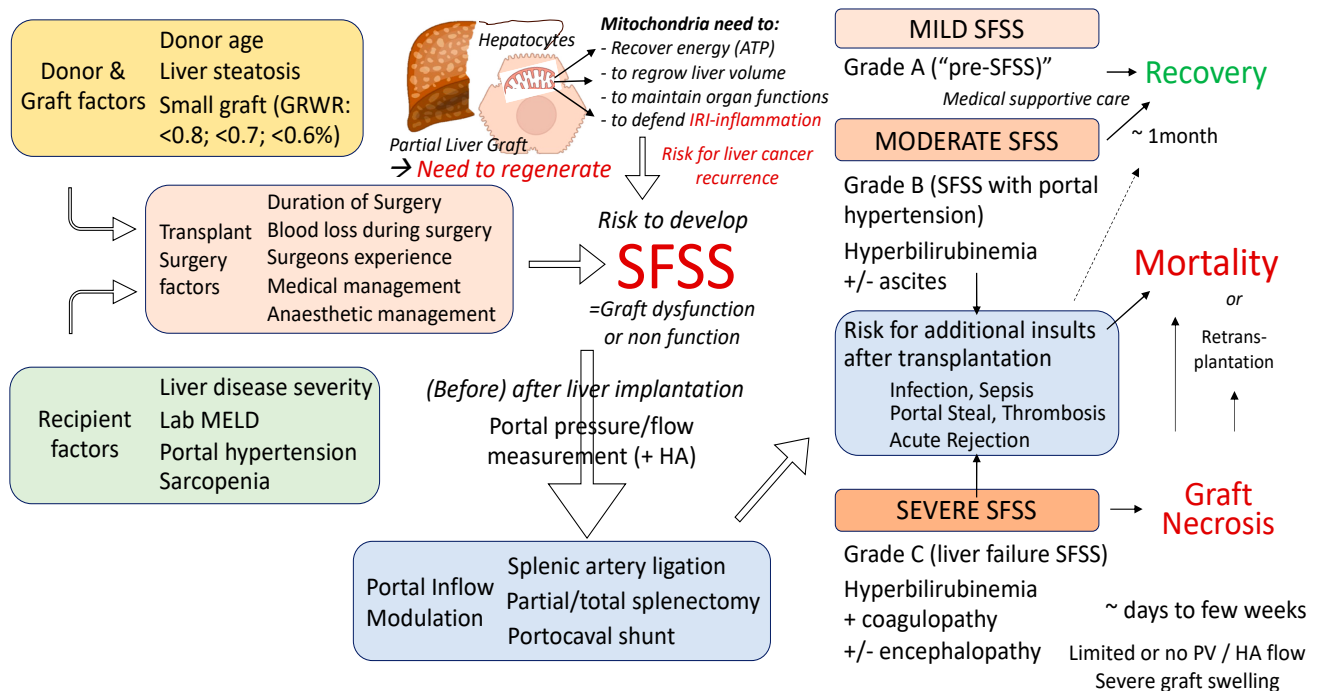 Donor &
Graft factors
Donor age
Liver steatosis
Small graft (GRWR:
<0.8; <0.7; <0.6%)
Transplant
Surgery
factors
Duration of Surgery
Blood loss during surgery
Surgeons experience
Medical management
Anaesthetic management
Recipient
factors
Liver disease severity
Lab MELD
Portal hypertension
Sarcopenia
Hepatocytes
Partial Liver Graft
→ Need to regenerate
Mitochondria need to:
- Recover energy (ATP)
- to regrow liver volume
- to maintain organ functions
- to defend IRI-inflammation
Risk for liver cancer
recurrence
Risk to develop
SFSS
=Graft dysfunction
or non function
(Before) after liver implantation
Portal pressure/flow
measurement (+ HA)
Portal Inflow
Modulation
Splenic artery ligation
Partial/total splenectomy
Portocaval shunt
MILD SFSS
Grade A (“pre-SFSS)”
Medical supportive care
Recovery
~ 1month
MODERATE SFSS
Grade B (SFSS with portal
hypertension)
Hyperbilirubinemia
+/- ascites
Risk for additional insults
after transplantation
Infection, Sepsis
Portal Steal, Thrombosis
Acute Rejection
Mortality
or
Retrans-
plantation
SEVERE SFSS
Grade C (liver failure SFSS)
Hyperbilirubinemia
+ coagulopathy
+/- encephalopathy
Graft
Necrosis
~ days to few weeks
Limited or no PV / HA flow
Severe graft swelling